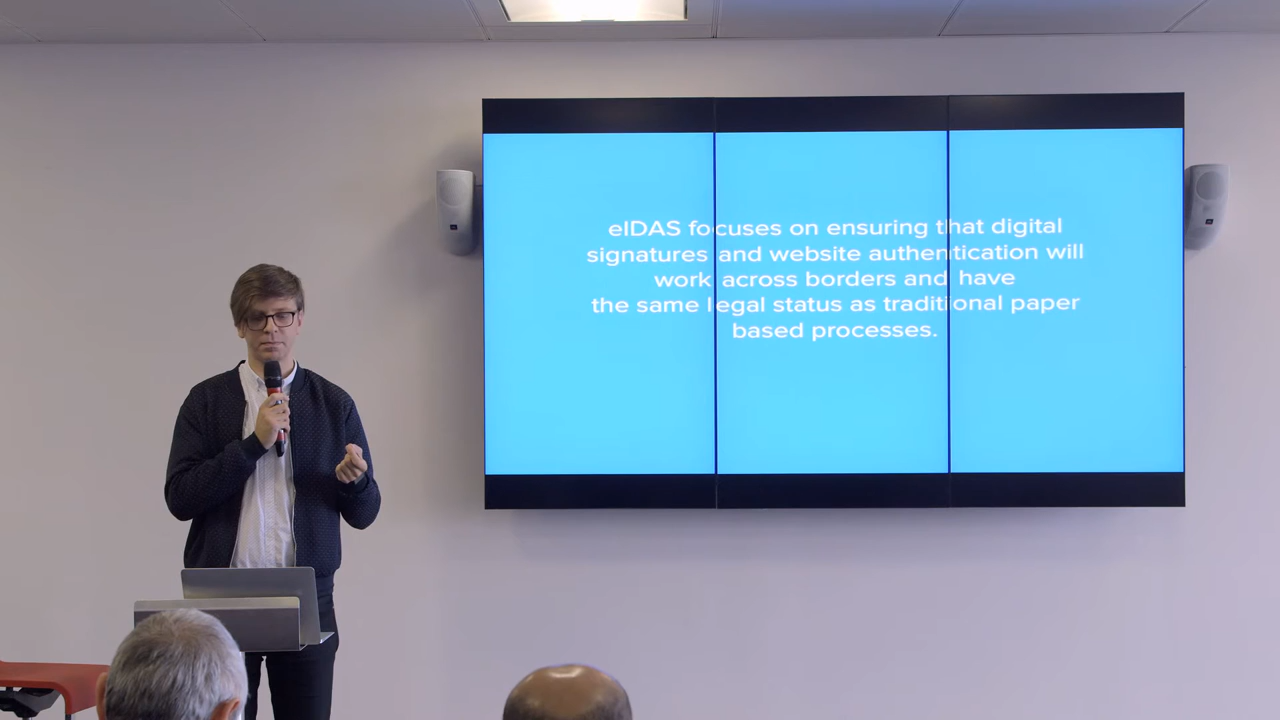 eIDAS focuses on ensuring that digital
signatures and website authentication will
work across borders and have
the same legal status as traditional paper
based processes.